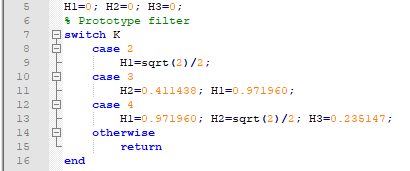 5 H1=0; H2=0; H3=0;
6 % Prototype filter
7 switch K
8 case 2
9 H1=sqrt(2)/2;
10 case 3
11 H2=0.411438; H1=0.971960;
12 case 4
13 H1=0.971960; H2=sqrt(2)/2; H3=0.235147;
14 otherwise
15 return
16 end